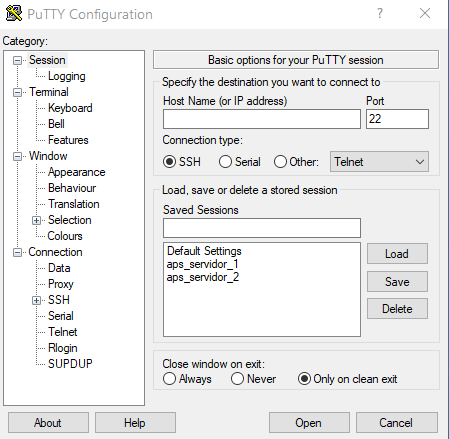 PuTTY Configuration
Category:
Session
Logging
Terminal
Keyboard
Bell
Features
Window
Appearance
Behaviour
Translation
Selection
Colours
Connection
Data
Proxy
SSH
Serial
Telnet
Rlogin
SUPDUP
Basic options for your PuTTY session
Specify the destination you want to connect to
Host Name (or IP address) Port
22
Connection type:
SSH Serial Other: Telnet
Load, save or delete a stored session
Saved Sessions
Default Settings
aps_servidor_1
aps_servidor_2
Load
Save
Delete
Close window on exit:
Always Never Only on clean exit
About Help Open Cancel